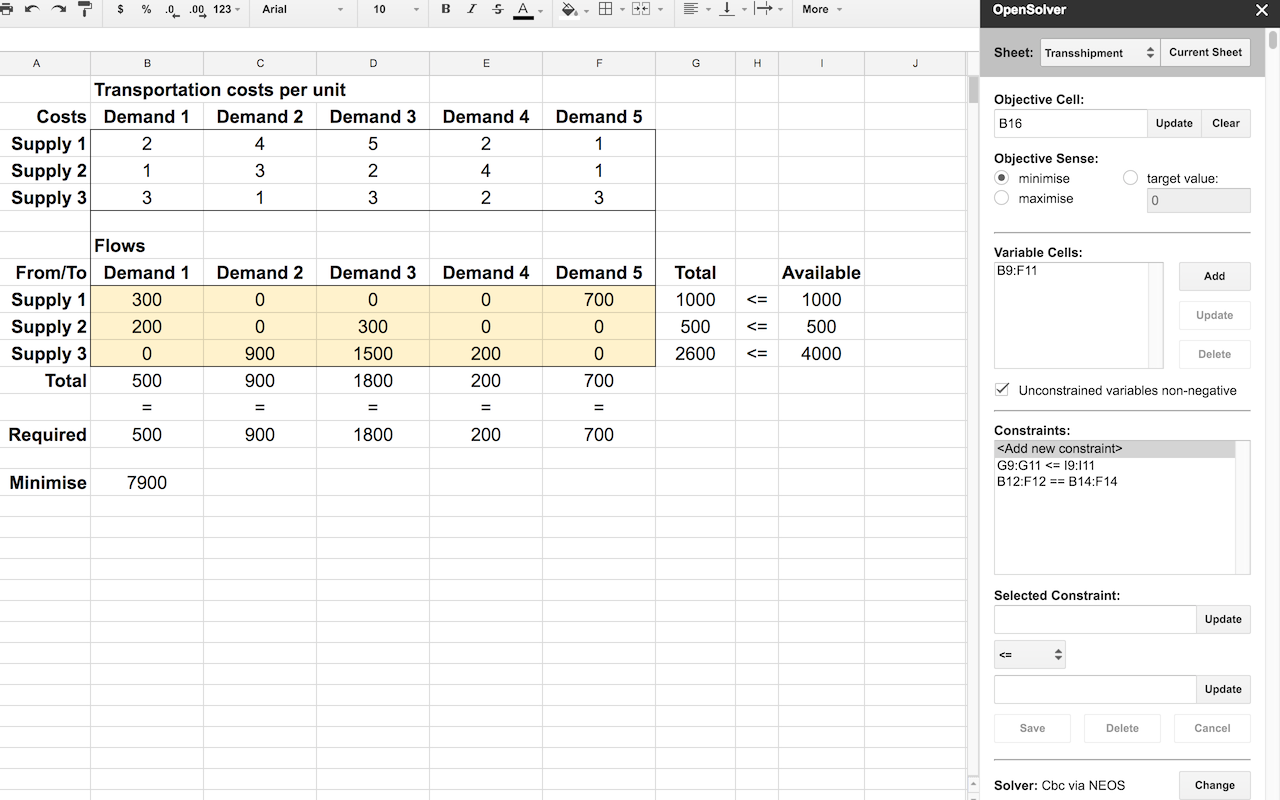 $ % .0 .00 123 Arial 10 B I S A More
A B C D E F G H I J
Transportation costs per unit
Costs Demand 1 Demand 2 Demand 3 Demand 4 Demand 5
Supply 1 2 4 5 2 1
Supply 2 1 3 2 4 1
Supply 3 3 1 3 2 3
Flows
From/To Demand 1 Demand 2 Demand 3 Demand 4 Demand 5 Total Available
Supply 1 300 0 0 0 700 1000 <= 1000
Supply 2 200 0 300 0 0 500 <= 500
Supply 3 0 900 1500 200 0 2600 <= 4000
Total 500 900 1800 200 700
= = = = =
Required 500 900 1800 200 700
Minimise 7900
OpenSolver
Sheet: Transshipment Current Sheet
Objective Cell:
B16 Update Clear
Objective Sense:
minimise target value:
maximise 0
Variable Cells:
B9:F11 Add
Update
Delete
Unconstrained variables non-negative
Constraints:
<Add new constraint>
G9:G11 <= I9:I11
B12:F12 == B14:F14
Selected Constraint:
Update
<=
Update
Save Delete Cancel
Solver: Cbc via NEOS Change